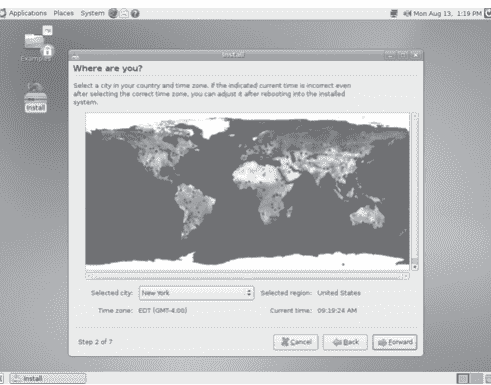 Applications Places System
Mon Aug 13, 1:19 PM
Examples
Install
Install
Where are you?
Select a city in your country and time zone. If the indicated current time is incorrect even
after selecting the correct time zone, you can adjust it after rebooting into the installed
system.
Selected city: New York Selected region: United States
Time zone: EDT (GMT-4:00) Current time: 09:19:24 AM
Step 2 of 7
Cancel Back Forward
Install